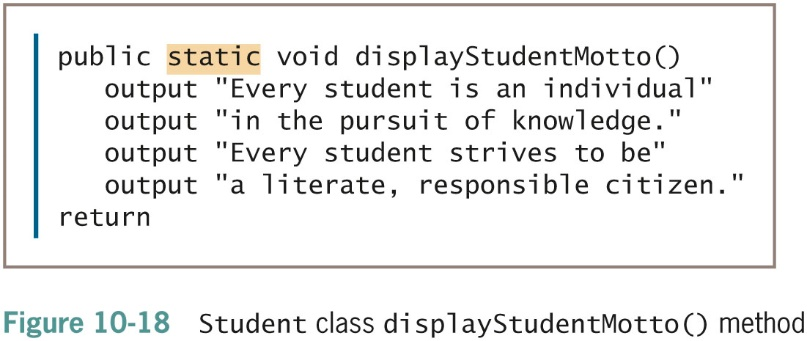 public static void displayStudentMotto()
output "Every student is an individual"
output "in the pursuit of knowledge."
output "Every student strives to be"
output "a literate, responsible citizen."
return
Figure 10-18 Student class displayStudentMotto() method